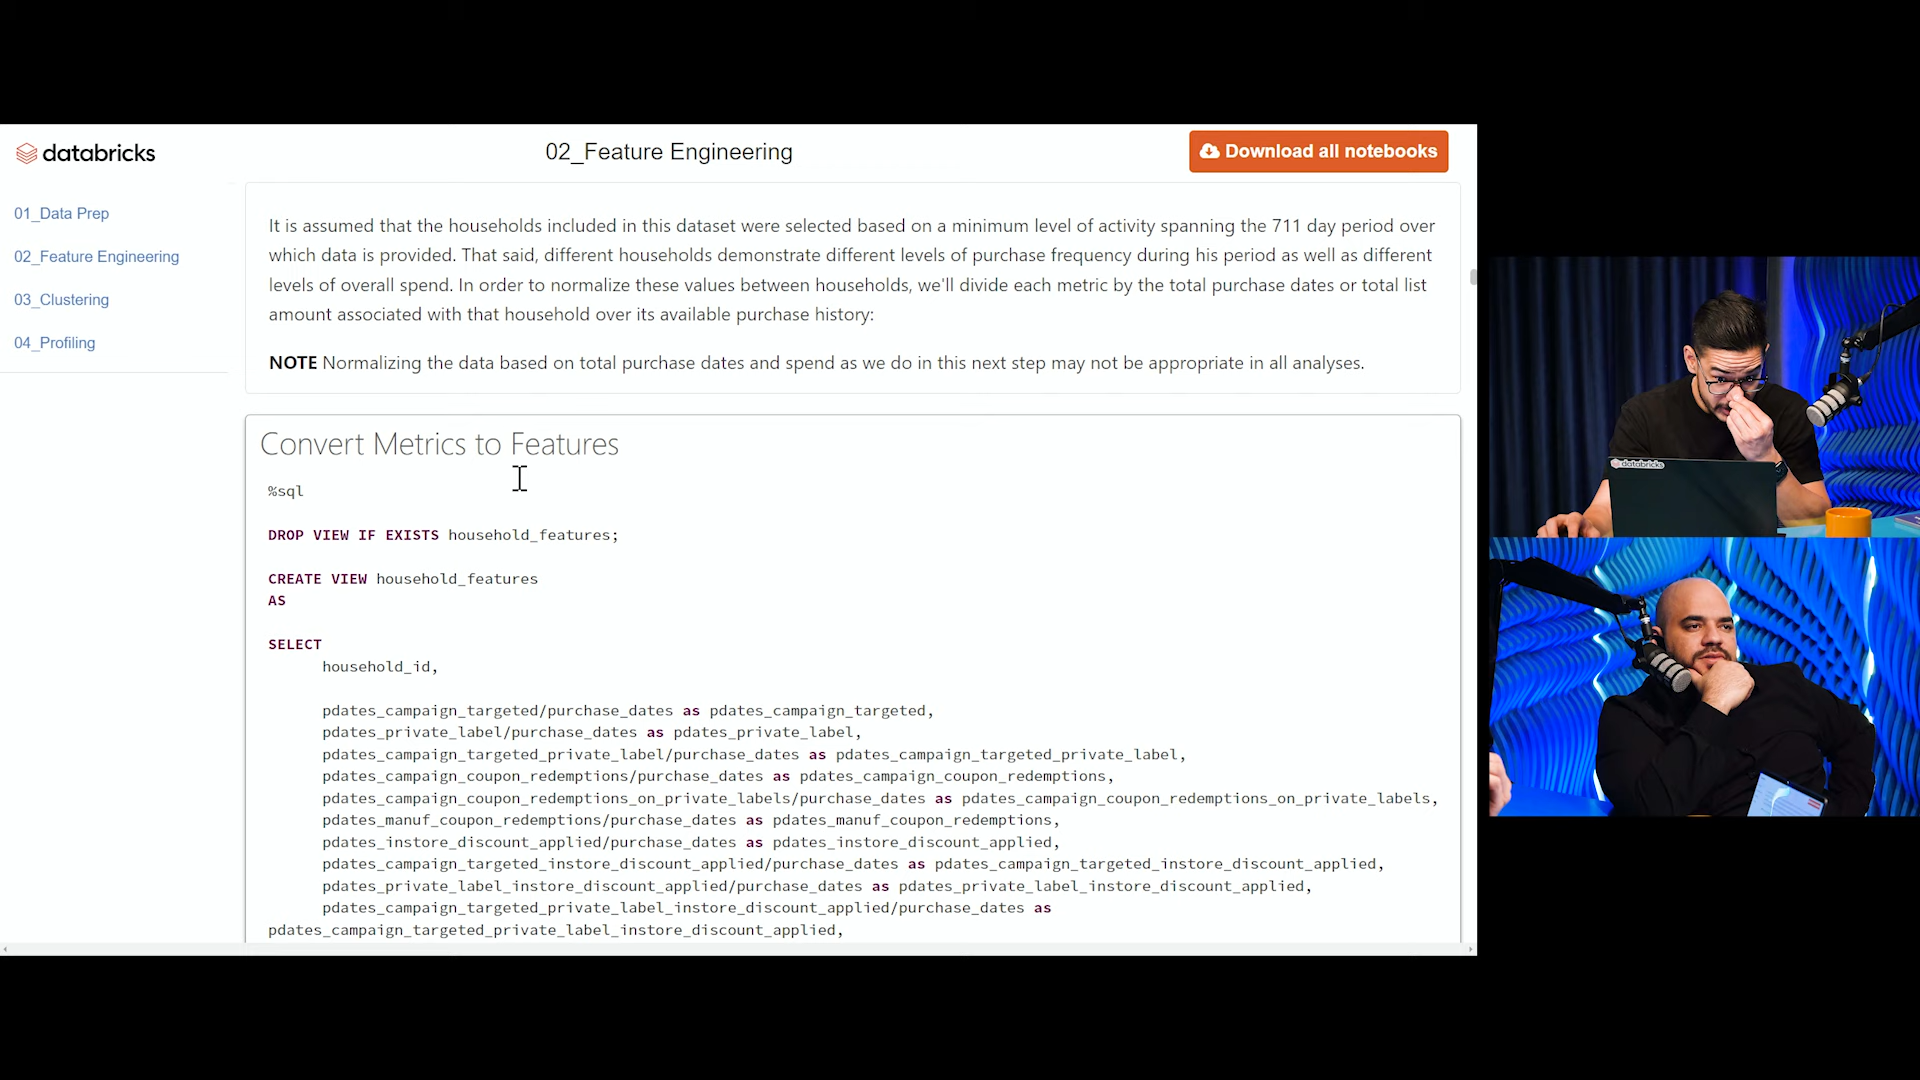 databricks
02_Feature Engineering
Download all notebooks
01_Data Prep
02_Feature Engineering
03_Clustering
04_Profiling
It is assumed that the households included in this dataset were selected based on a minimum level of activity spanning the 711 day period over
which data is provided. That said, different households demonstrate different levels of purchase frequency during his period as well as different
levels of overall spend. In order to normalize these values between households, we'll divide each metric by the total purchase dates or total list
amount associated with that household over its available purchase history:
NOTE Normalizing the data based on total purchase dates and spend as we do in this next step may not be appropriate in all analyses.
Convert Metrics to Features
%sql
DROP VIEW IF EXISTS household_features;
CREATE VIEW household_features
AS
SELECT
household_id,
pdates_campaign_targeted/purchase_dates as pdates_campaign_targeted,
pdates_private_label/purchase_dates as pdates_private_label,
pdates_campaign_targeted_private_label/purchase_dates as pdates_campaign_targeted_private_label,
pdates_campaign_coupon_redemptions/purchase_dates as pdates_campaign_coupon_redemptions,
pdates_campaign_coupon_redemptions_on_private_labels/purchase_dates as pdates_campaign_coupon_redemptions_on_private_labels,
pdates_manuf_coupon_redemptions/purchase_dates as pdates_manuf_coupon_redemptions,
pdates_instore_discount_applied/purchase_dates as pdates_instore_discount_applied,
pdates_campaign_targeted_instore_discount_applied/purchase_dates as pdates_campaign_targeted_instore_discount_applied,
pdates_private_label_instore_discount_applied/purchase_dates as pdates_private_label_instore_discount_applied,
pdates_campaign_targeted_private_label_instore_discount_applied/purchase_dates as
pdates_campaign_targeted_private_label_instore_discount_applied,
databricks